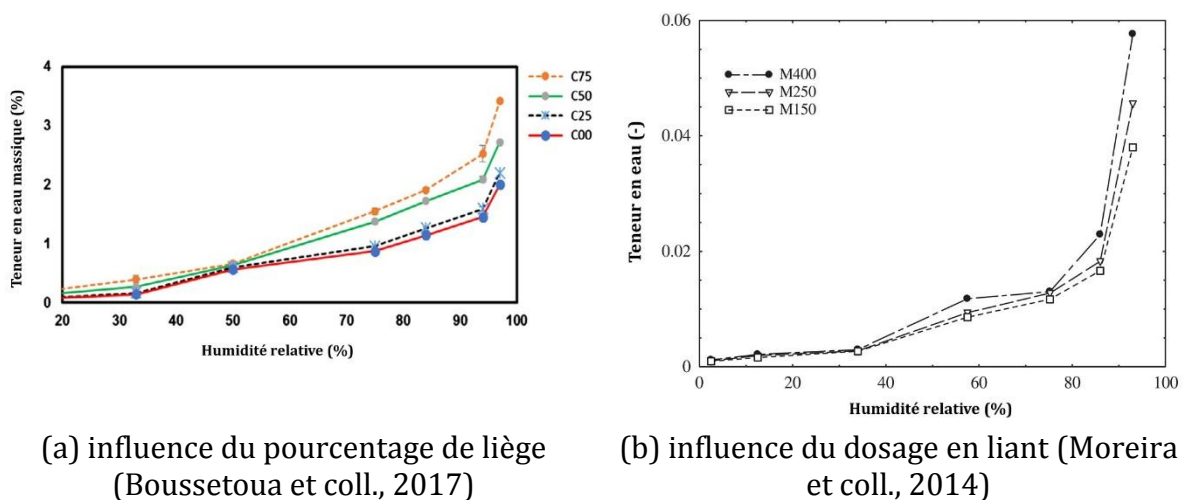 4
3
2
1
0
20 30 40 50 60 70 80 90 100
Teneur en eau massique (%)
Humidité relative (%)
C75
C50
C25
C00
0.06
0.04
0.02
0
0 20 40 60 80 100
Teneur en eau (-)
Humidité relative (%)
M400
M250
M150
(a) influence du pourcentage de liège
(Boussetoua et coll., 2017)
(b) influence du dosage en liant (Moreira
et coll., 2014)